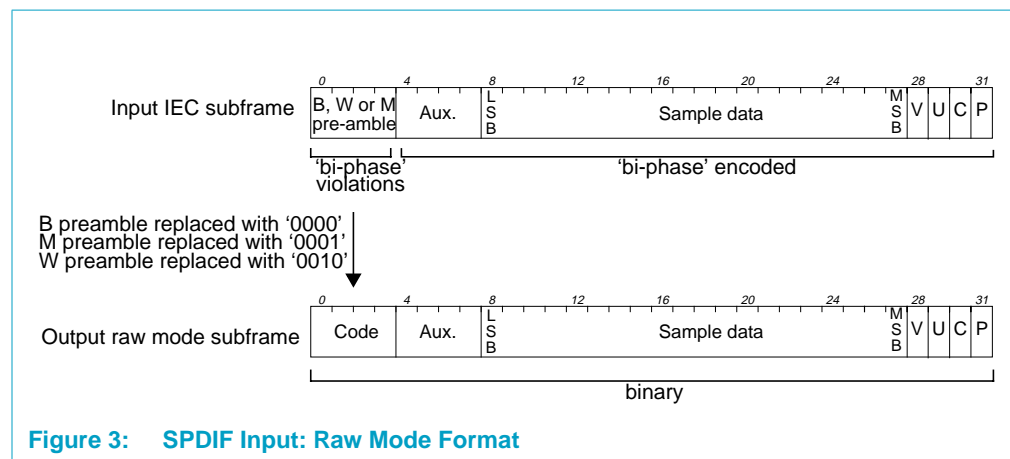 0 4 8 12 16 20 24 28 31
Input IEC subframe
B, W or M
pre-amble
Aux.
L
S
B
Sample data
M
S
B
V U C P
‘bi-phase’
violations
‘bi-phase’ encoded
B preamble replaced with ‘0000’
M preamble replaced with ‘0001’
W preamble replaced with ‘0010’
0 4 8 12 16 20 24 28 31
Output raw mode subframe
Code
Aux.
L
S
B
Sample data
M
S
B
V U C P
binary
Figure 3: SPDIF Input: Raw Mode Format